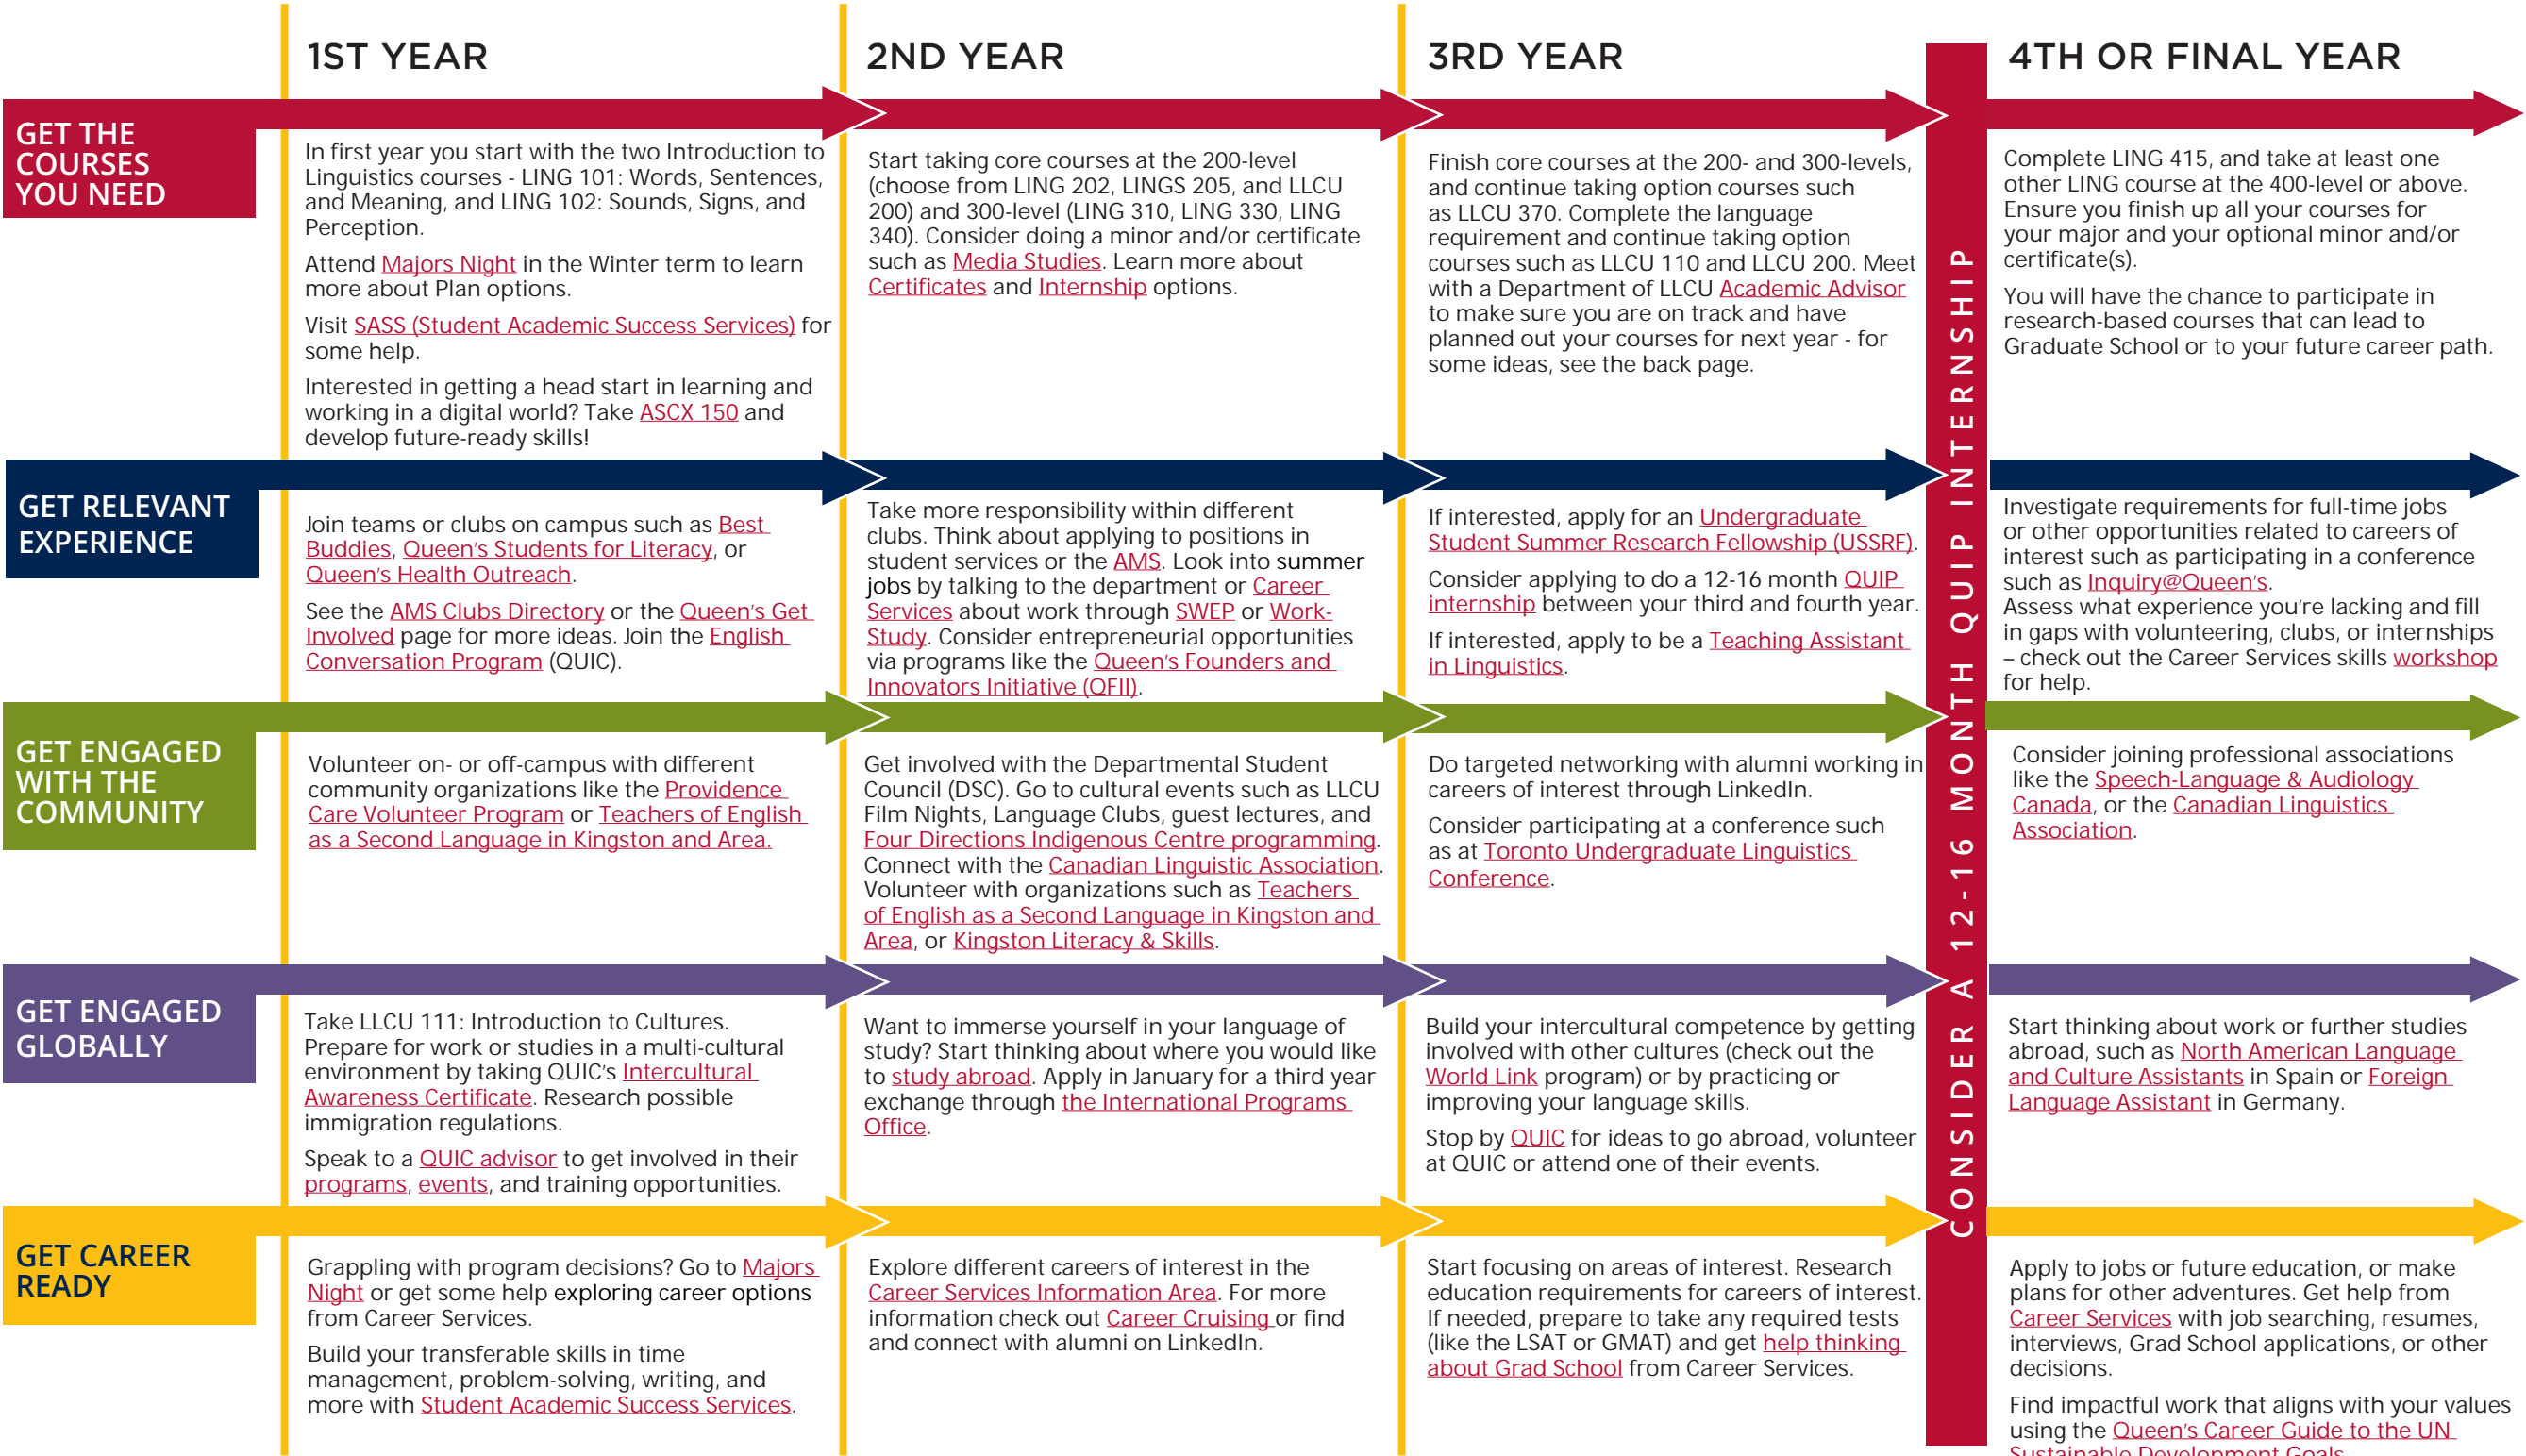 1ST YEAR
2ND YEAR
3RD YEAR
4TH OR FINAL YEAR
GET THE
COURSES
YOU NEED
In first year you start with the two Introduction to
Linguistics courses - LING 101: Words, Sentences,
and Meaning, and LING 102: Sounds, Signs, and
Perception.
Attend Majors Night in the Winter term to learn
more about Plan options.
Visit SASS (Student Academic Success Services) for
some help.
Interested in getting a head start in learning and
working in a digital world? Take ASCX 150 and
develop future-ready skills!
Start taking core courses at the 200-level
(choose from LING 202, LINGS 205, and LLCU
200) and 300-level (LING 310, LING 330, LING
340). Consider doing a minor and/or certificate
such as Media Studies. Learn more about
Certificates and Internship options.
Finish core courses at the 200- and 300-levels,
and continue taking option courses such
as LLCU 370. Complete the language
requirement and continue taking option
courses such as LLCU 110 and LLCU 200. Meet
with a Department of LLCU Academic Advisor
to make sure you are on track and have
planned out your courses for next year - for
some ideas, see the back page.
Complete LING 415, and take at least one
other LING course at the 400-level or above.
Ensure you finish up all your courses for
your major and your optional minor and/or
certificate(s).
You will have the chance to participate in
research-based courses that can lead to
Graduate School or to your future career path.
CONSIDER A 12-16 MONTH QUIP INTERNSHIP
GET RELEVANT
EXPERIENCE
Join teams or clubs on campus such as Best
Buddies, Queen's Students for Literacy, or
Queen's Health Outreach.
See the AMS Clubs Directory or the Queen's Get
Involved page for more ideas. Join the English
Conversation Program (QUIC).
Take more responsibility within different
clubs. Think about applying to positions in
student services or the AMS. Look into summer
jobs by talking to the department or Career
Services about work through SWEP or Work-
Study. Consider entrepreneurial opportunities
via programs like the Queen's Founders and
Innovators Initiative (QFII).
If interested, apply for an Undergraduate
Student Summer Research Fellowship (USSRF).
Consider applying to do a 12-16 month QUIP
internship between your third and fourth year.
If interested, apply to be a Teaching Assistant
in Linguistics.
Investigate requirements for full-time jobs
or other opportunities related to careers of
interest such as participating in a conference
such as Inquiry@Queen's.
Assess what experience you're lacking and fill
in gaps with volunteering, clubs, or internships
– check out the Career Services skills workshop
for help.
GET ENGAGED
WITH THE
COMMUNITY
Volunteer on- or off-campus with different
community organizations like the Providence
Care Volunteer Program or Teachers of English
as a Second Language in Kingston and Area.
Get involved with the Departmental Student
Council (DSC). Go to cultural events such as LLCU
Film Nights, Language Clubs, guest lectures, and
Four Directions Indigenous Centre programming.
Connect with the Canadian Linguistic Association.
Volunteer with organizations such as Teachers
of English as a Second Language in Kingston and
Area, or Kingston Literacy & Skills.
Do targeted networking with alumni working in
careers of interest through LinkedIn.
Consider participating at a conference such
as at Toronto Undergraduate Linguistics
Conference.
Consider joining professional associations
like the Speech-Language & Audiology
Canada, or the Canadian Linguistics
Association.
GET ENGAGED
GLOBALLY
Take LLCU 111: Introduction to Cultures.
Prepare for work or studies in a multi-cultural
environment by taking QUIC's Intercultural
Awareness Certificate. Research possible
immigration regulations.
Speak to a QUIC advisor to get involved in their
programs, events, and training opportunities.
Want to immerse yourself in your language of
study? Start thinking about where you would like
to study abroad. Apply in January for a third year
exchange through the International Programs
Office.
Build your intercultural competence by getting
involved with other cultures (check out the
World Link program) or by practicing or
improving your language skills.
Stop by QUIC for ideas to go abroad, volunteer
at QUIC or attend one of their events.
Start thinking about work or further studies
abroad, such as North American Language
and Culture Assistants in Spain or Foreign
Language Assistant in Germany.
GET CAREER
READY
Grappling with program decisions? Go to Majors
Night or get some help exploring career options
from Career Services.
Build your transferable skills in time
management, problem-solving, writing, and
more with Student Academic Success Services.
Explore different careers of interest in the
Career Services Information Area. For more
information check out Career Cruising or find
and connect with alumni on LinkedIn.
Start focusing on areas of interest. Research
education requirements for careers of interest.
If needed, prepare to take any required tests
(like the LSAT or GMAT) and get help thinking
about Grad School from Career Services.
Apply to jobs or future education, or make
plans for other adventures. Get help from
Career Services with job searching, resumes,
interviews, Grad School applications, or other
decisions.
Find impactful work that aligns with your values
using the Queen's Career Guide to the UN
Sustainable Development Goals